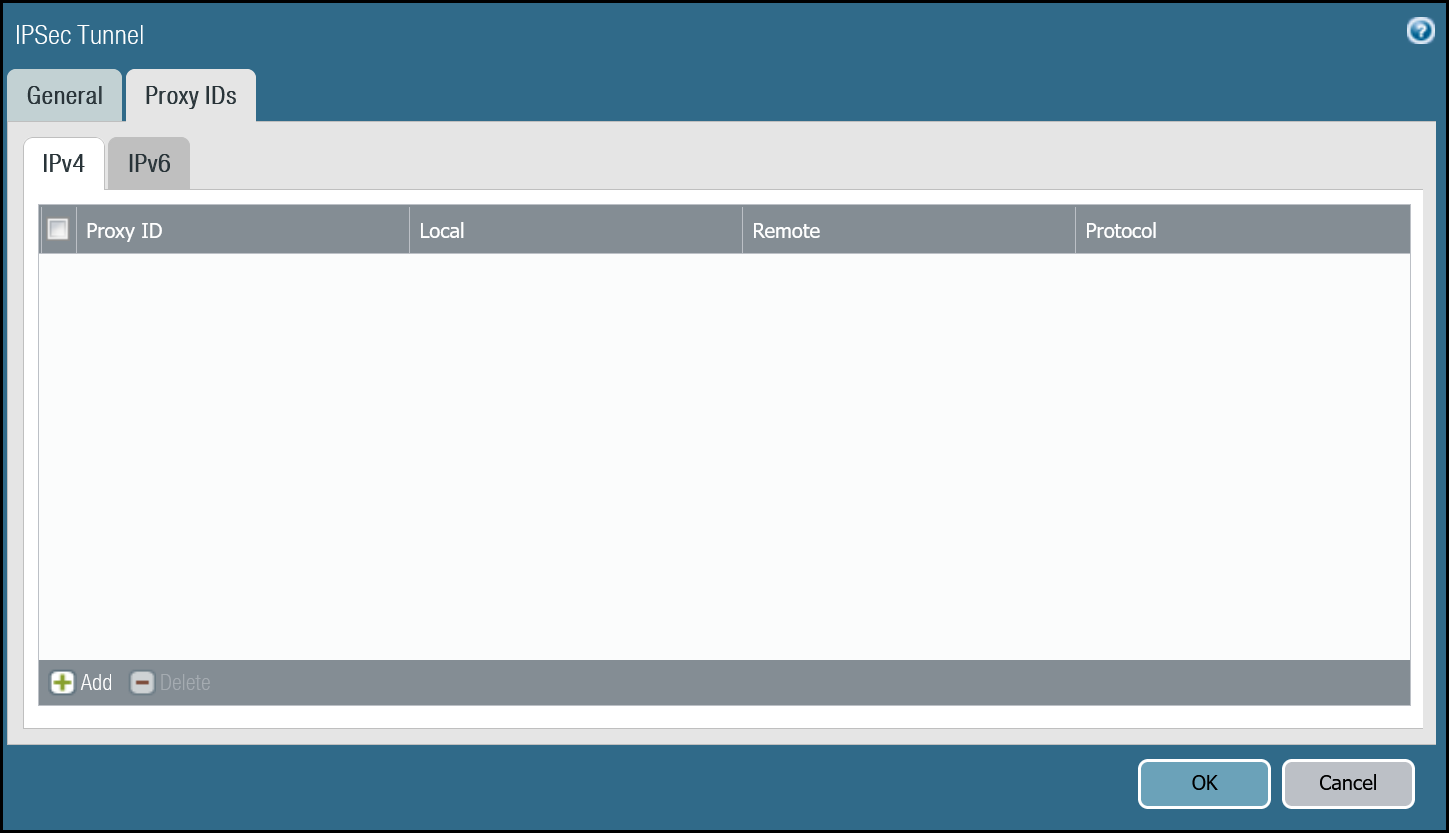 IPSec Tunnel
?
General Proxy IDs
IPv4 IPv6
Proxy ID Local Remote Protocol
Add Delete
OK Cancel